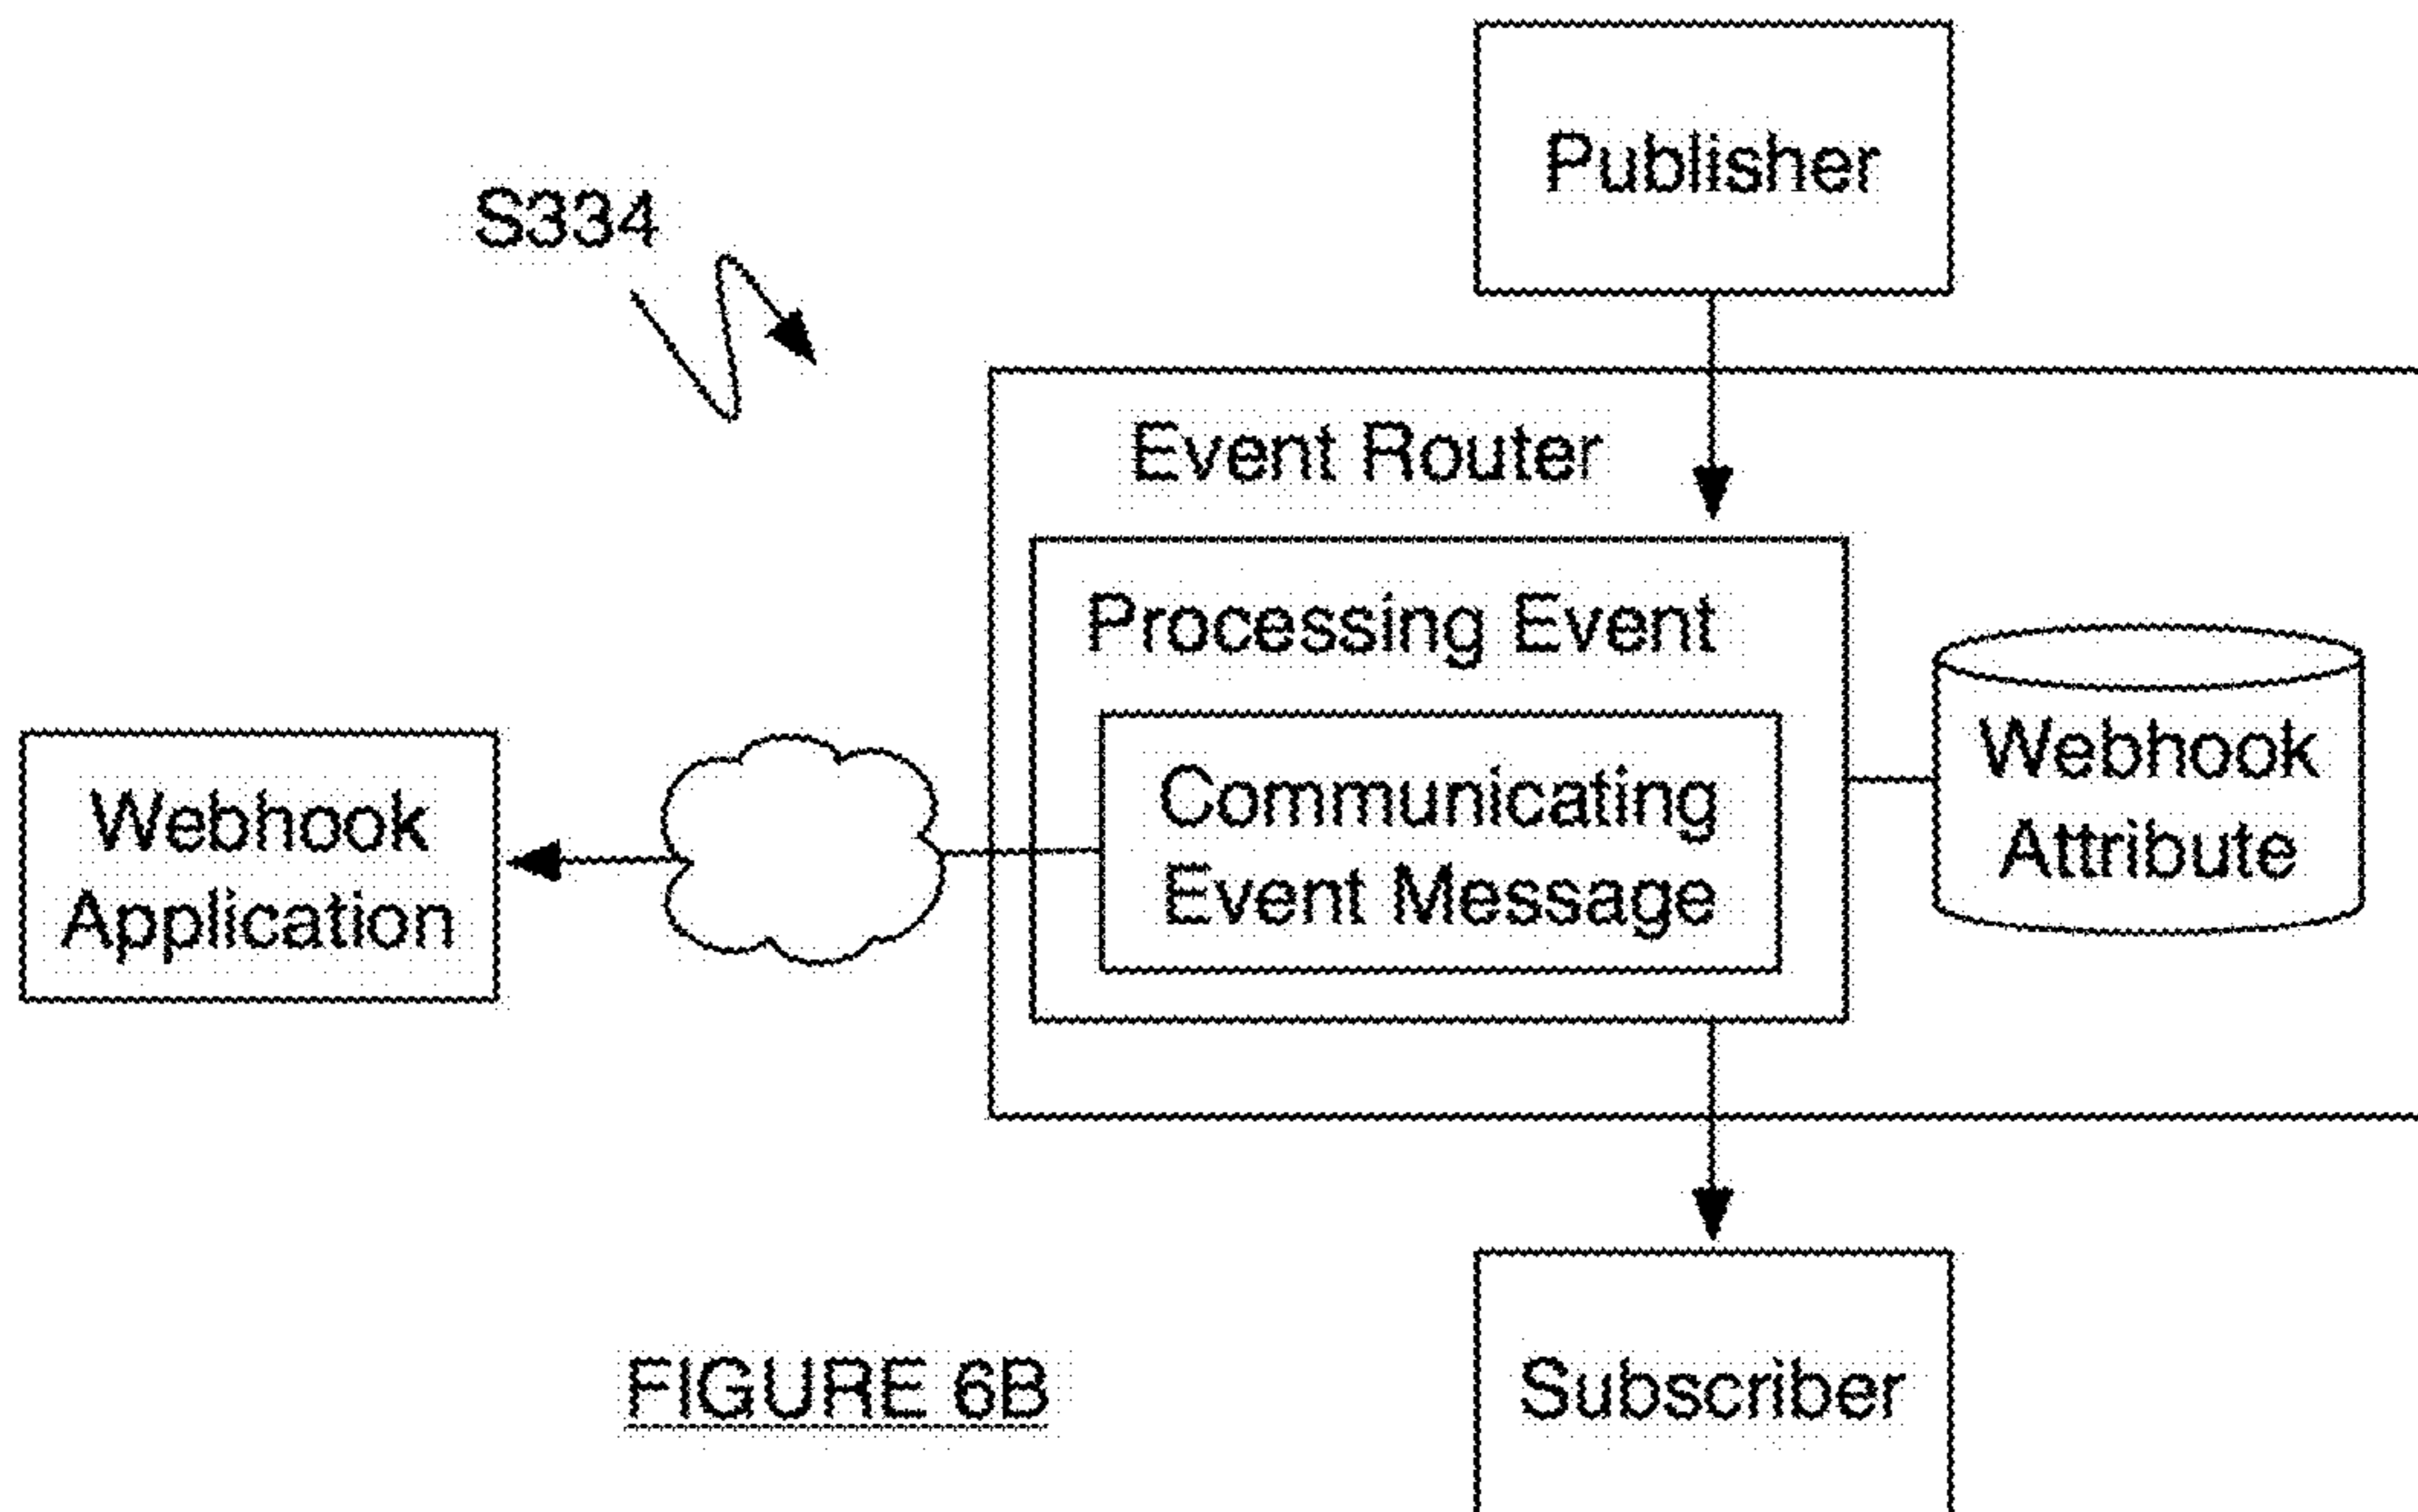 Publisher
S334
Event Router
Processing Event
Communicating
Event Message
Webhook
Attribute
Webhook
Application
FIGURE 6B
Subscriber